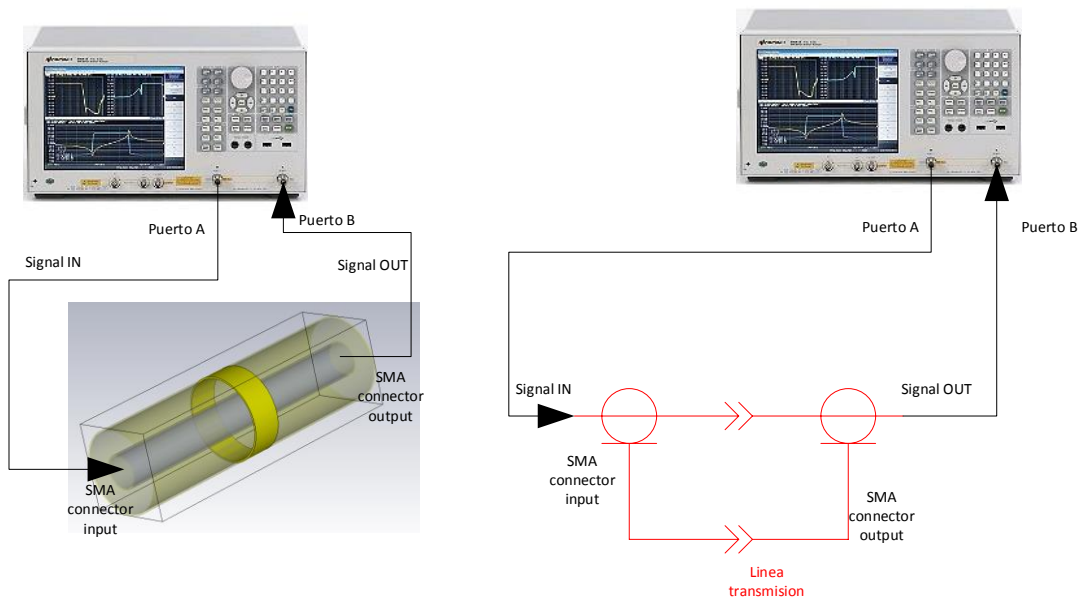 Puerto A
Puerto B
Signal IN
Signal OUT
SMA
connector
output
SMA
connector
input
Puerto A
Puerto B
Signal IN
Signal OUT
SMA
connector
input
SMA
connector
output
Linea
transmision